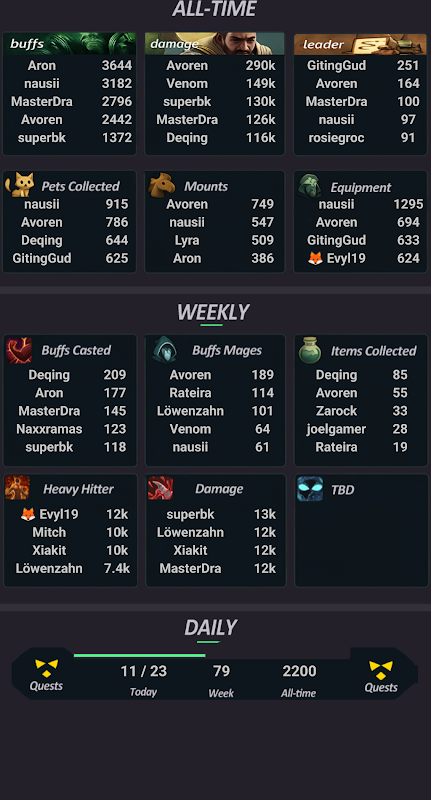 ALL-TIME
buffs
Aron 3644
nausii 3182
MasterDra 2796
Avoren 2442
superbk 1372
damage
Avoren 290k
Venom 149k
superbk 130k
MasterDra 126k
Deqing 116k
leader
GitingGud 251
Avoren 164
MasterDra 100
nausii 97
rosiegroc 91
Pets Collected
nausii 915
Avoren 786
Deqing 644
GitingGud 625
Mounts
Avoren 749
nausii 547
Lyra 509
Aron 386
Equipment
nausii 1295
Avoren 694
GitingGud 633
🦊 Evyl19 624
WEEKLY
Buffs Casted
Deqing 209
Aron 177
MasterDra 145
Naxxramas 123
superbk 118
Buffs Mages
Avoren 189
Rateira 114
Löwenzahn 101
Venom 64
nausii 61
Items Collected
Deqing 85
Avoren 55
Zarock 33
joelgamer 28
Rateira 19
Heavy Hitter
🦊 Evyl19 12k
Mitch 10k
Xiakit 10k
Löwenzahn 7.4k
Damage
superbk 13k
Löwenzahn 12k
Xiakit 12k
MasterDra 12k
TBD
DAILY
Quests
11 / 23 79 2200
Today Week All-time
Quests